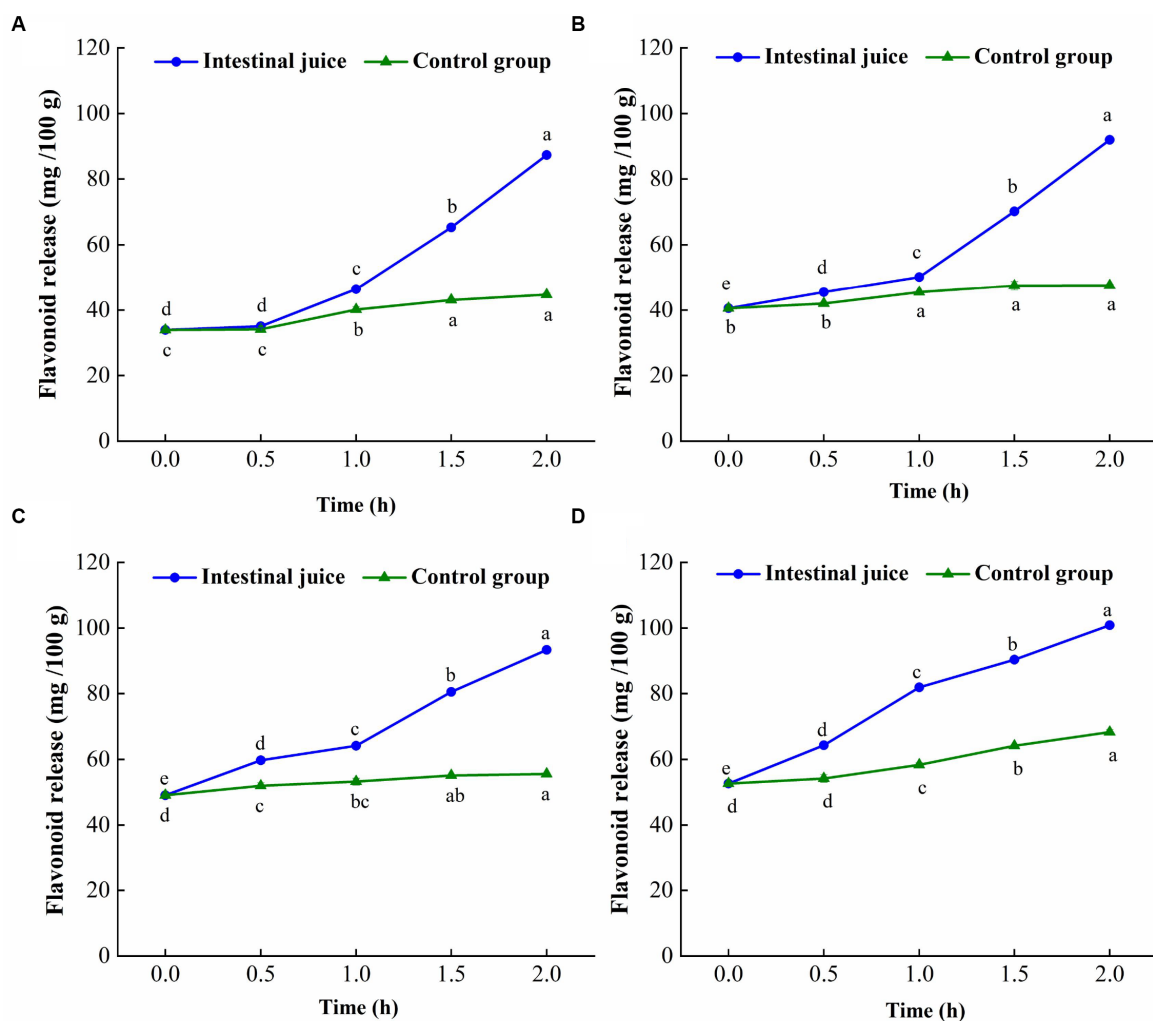 A
Flavonoid release (mg /100 g)
120
100
80
60
40
20
0
Intestinal juice
Control group
d
d
c
b
a
c
c
b
a
a
0.0
0.5
1.0
1.5
2.0
Time (h)
B
Flavonoid release (mg /100 g)
120
100
80
60
40
20
0
Intestinal juice
Control group
e
d
c
b
a
b
b
a
a
a
0.0
0.5
1.0
1.5
2.0
Time (h)
C
Flavonoid release (mg /100 g)
120
100
80
60
40
20
0
Intestinal juice
Control group
e
d
c
b
a
d
c
bc
ab
a
0.0
0.5
1.0
1.5
2.0
Time (h)
D
Flavonoid release (mg /100 g)
120
100
80
60
40
20
0
Intestinal juice
Control group
e
d
c
b
a
d
d
c
b
a
0.0
0.5
1.0
1.5
2.0
Time (h)